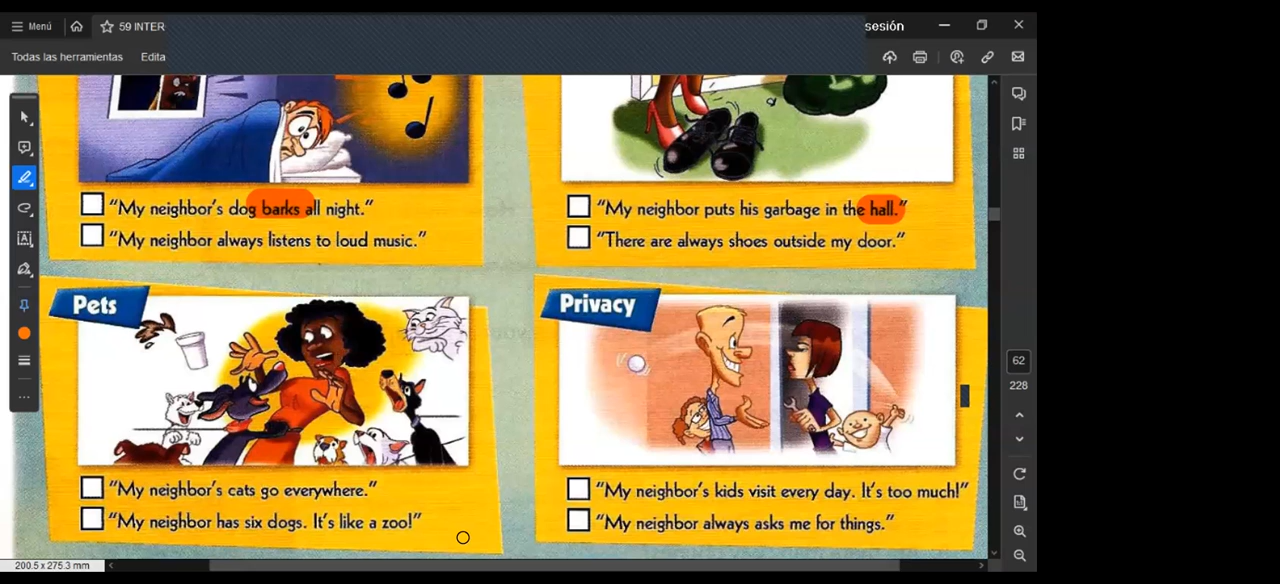 Menú
59 INTER
sesión
Todas las herramientas
Edita
"My neighbor's dog barks all night."
"My neighbor always listens to loud music."
"My neighbor puts his garbage in the hall."
"There are always shoes outside my door."
Pets
Privacy
62
228
"My neighbor's cats go everywhere."
"My neighbor has six dogs. It's like a zoo!"
"My neighbor's kids visit every day. It's too much!"
"My neighbor always asks me for things."
200.5 x 275.3 mm